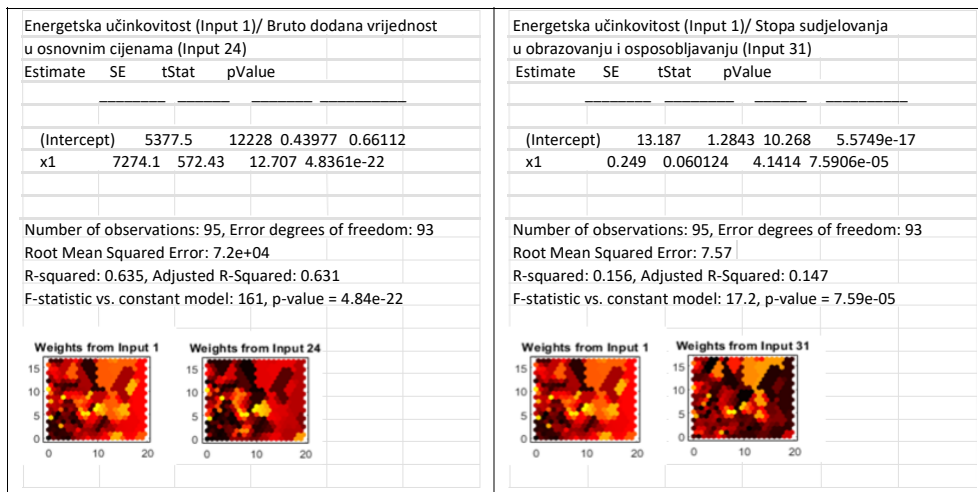 Energetska učinkovitost (Input 1)/ Bruto dodana vrijednost
u osnovnim cijenama (Input 24)
Estimate SE tStat pValue
________ ______ _______ __________
(Intercept) 5377.5 12228 0.43977 0.66112
x1 7274.1 572.43 12.707 4.8361e-22
Number of observations: 95, Error degrees of freedom: 93
Root Mean Squared Error: 7.2e+04
R-squared: 0.635, Adjusted R-Squared: 0.631
F-statistic vs. constant model: 161, p-value = 4.84e-22
Weights from Input 1
15
10
5
0
0 10 20
Weights from Input 24
15
10
5
0
0 10 20
Energetska učinkovitost (Input 1)/ Stopa sudjelovanja
u obrazovanju i osposobljavanju (Input 31)
Estimate SE tStat pValue
________ ________ ______ __________
(Intercept) 13.187 1.2843 10.268 5.5749e-17
x1 0.249 0.060124 4.1414 7.5906e-05
Number of observations: 95, Error degrees of freedom: 93
Root Mean Squared Error: 7.57
R-squared: 0.156, Adjusted R-Squared: 0.147
F-statistic vs. constant model: 17.2, p-value = 7.59e-05
Weights from Input 1
15
10
5
0
0 10 20
Weights from Input 31
15
10
5
0
0 10 20